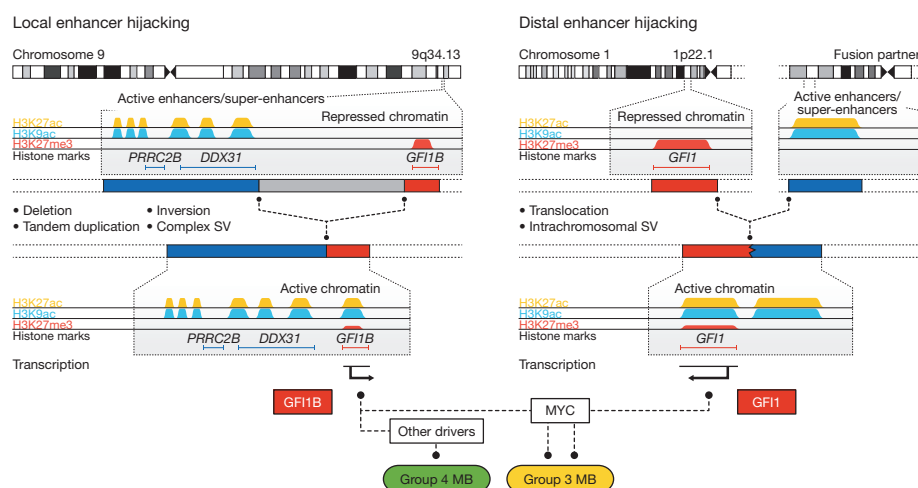 Local enhancer hijacking
Chromosome 9
9q34.13
Active enhancers/super-enhancers
Repressed chromatin
H3K27ac
H3K9ac
H3K27me3
Histone marks
PRRC2B
DDX31
GFI1B
• Deletion
• Inversion
• Tandem duplication
• Complex SV
Active chromatin
H3K27ac
H3K9ac
H3K27me3
Histone marks
PRRC2B
DDX31
GFI1B
Transcription
GFI1B
Distal enhancer hijacking
Chromosome 1
1p22.1
Fusion partner
Repressed chromatin
Active enhancers/
super-enhancers
H3K27ac
H3K9ac
H3K27me3
Histone marks
GFI1
• Translocation
• Intrachromosomal SV
Active chromatin
H3K27ac
H3K9ac
H3K27me3
Histone marks
GFI1
Transcription
GFI1
MYC
Other drivers
Group 4 MB
Group 3 MB